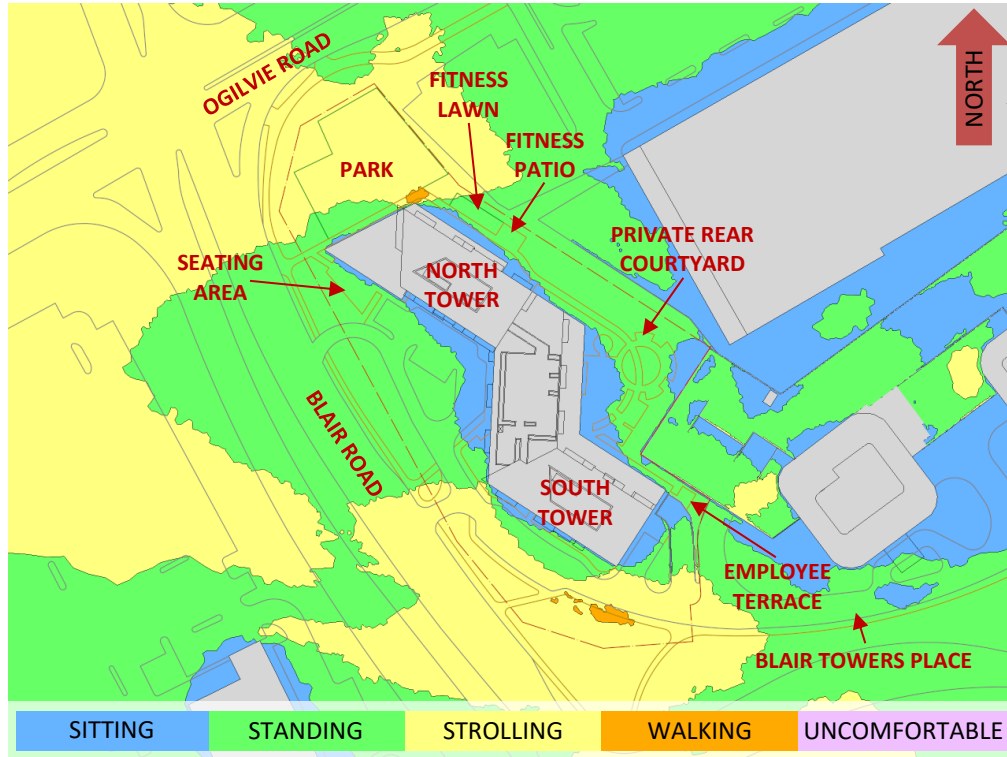 OGILVIE ROAD
NORTH
FITNESS
LAWN
FITNESS
PATIO
PARK
PRIVATE REAR
COURTYARD
SEATING
AREA
NORTH
TOWER
BLAIR ROAD
SOUTH
TOWER
EMPLOYEE
TERRACE
BLAIR TOWERS PLACE
SITTING
STANDING
STROLLING
WALKING
UNCOMFORTABLE